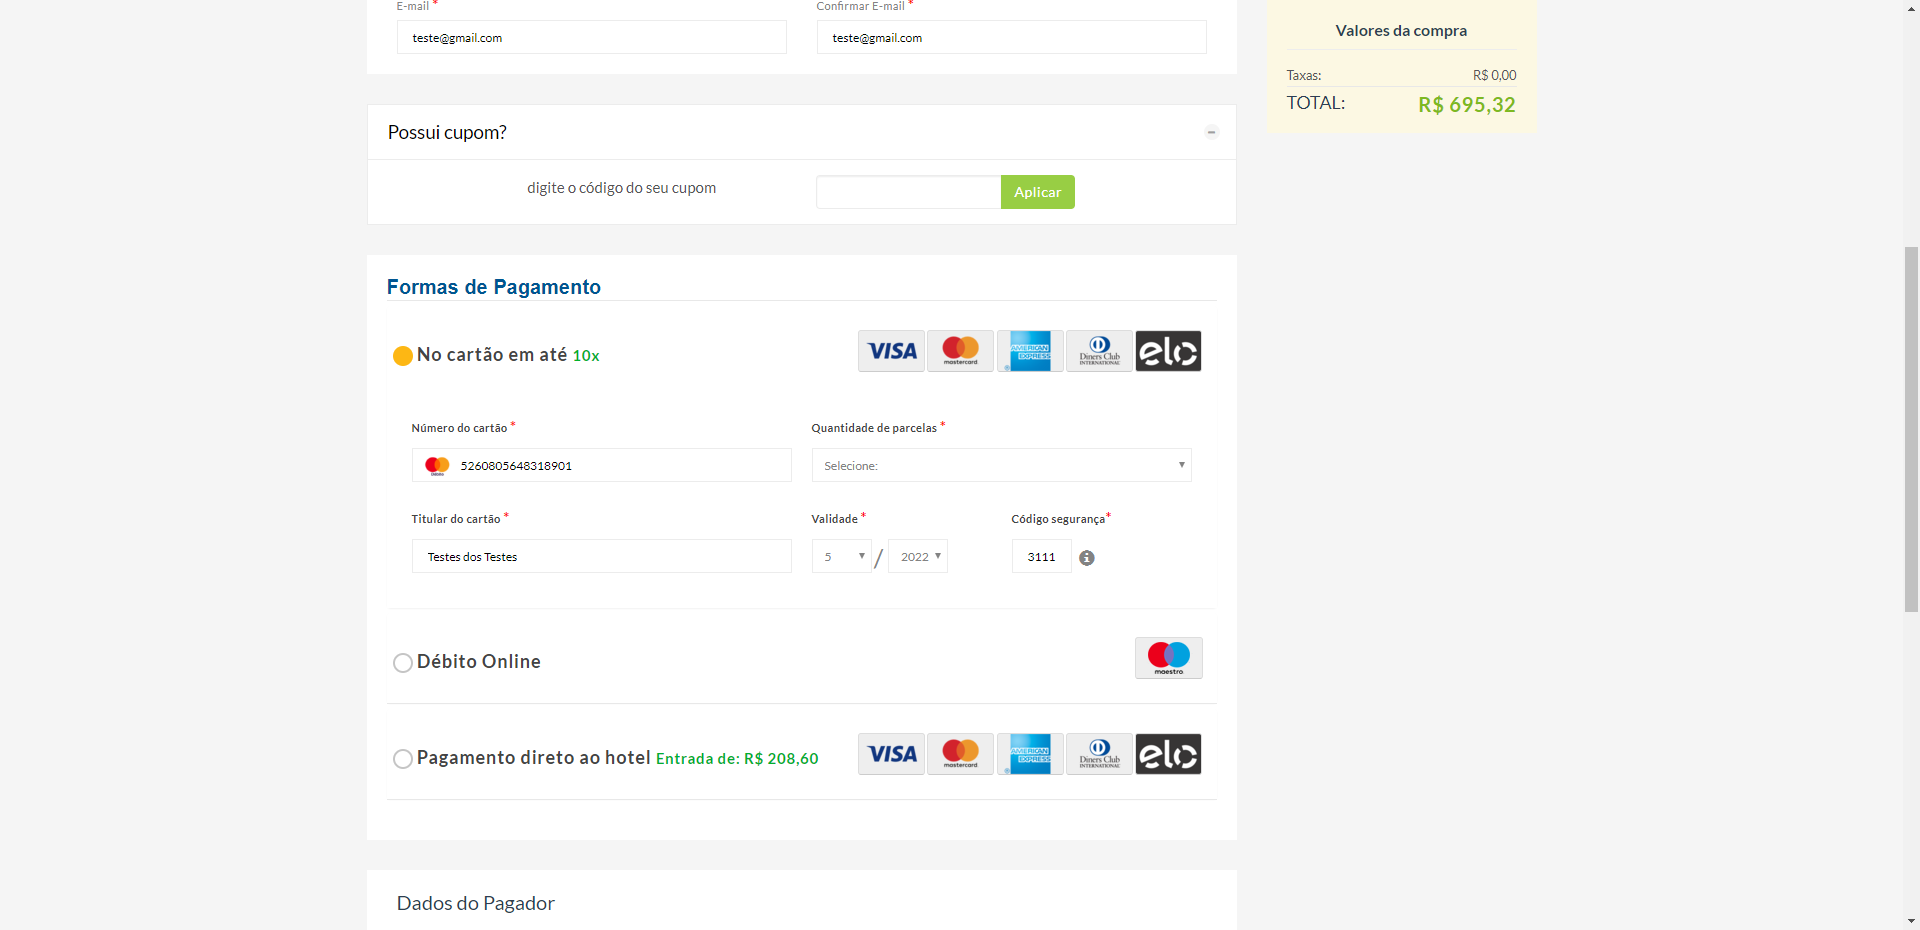 E-mail *
Confirmar E-mail *
teste@gmail.com
teste@gmail.com
Valores da compra
Taxas: R$ 0,00
TOTAL: R$ 695,32
Possui cupom?
digite o código do seu cupom
Aplicar
Formas de Pagamento
No cartão em até 10x
VISA
mastercard
AMERICAN EXPRESS
Diners Club INTERNATIONAL
elo
Número do cartão *
Quantidade de parcelas *
5260805648318901
Selecione:
Titular do cartão *
Validade *
Código segurança*
Testes dos Testes
5 / 2022
3111
Débito Online
maestro
Pagamento direto ao hotel Entrada de: R$ 208,60
VISA
mastercard
AMERICAN EXPRESS
Diners Club INTERNATIONAL
elo
Dados do Pagador